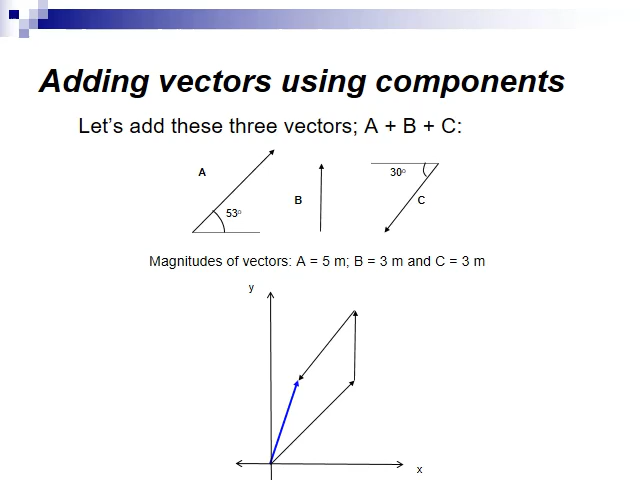 Adding vectors using components
Let's add these three vectors; A + B + C:
A
53°
B
30°
C
Magnitudes of vectors: A = 5 m; B = 3 m and C = 3 m
y
x